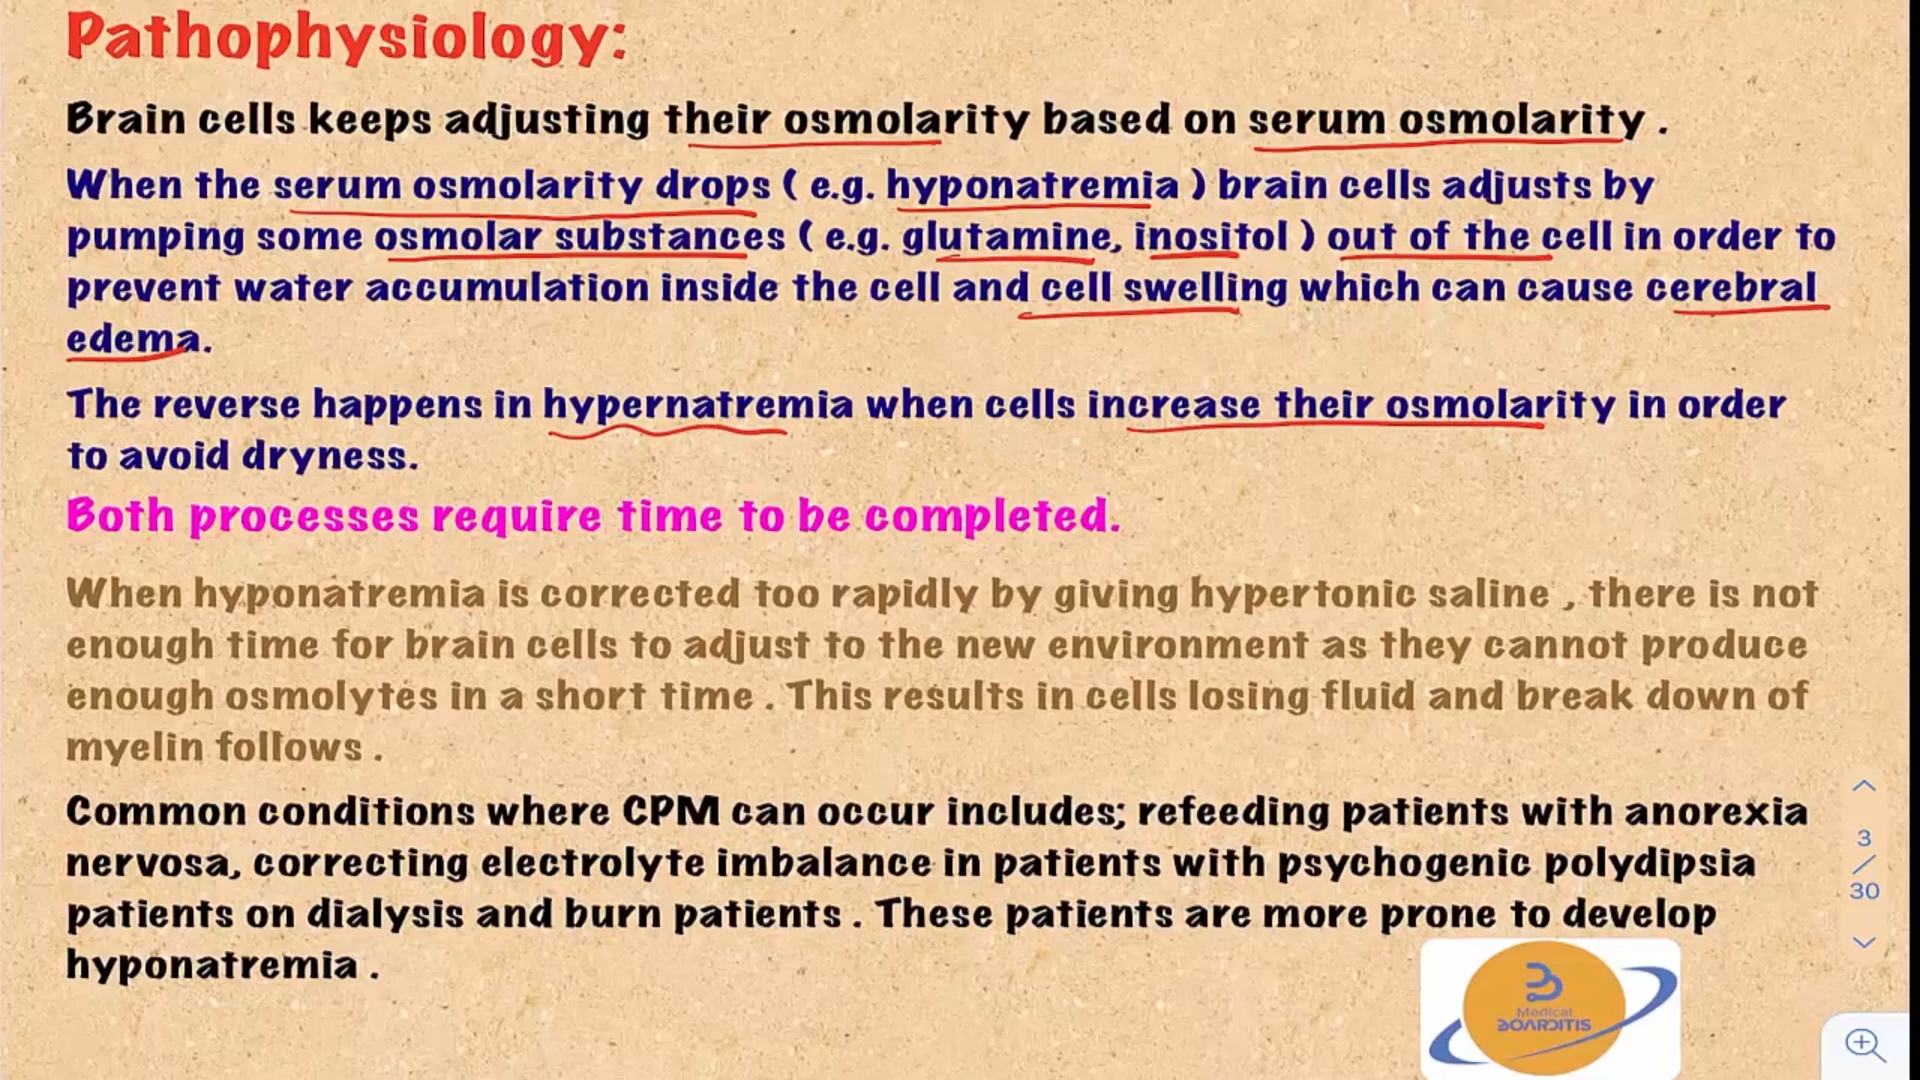 Pathophysiology:
Brain cells keeps adjusting their osmolarity based on serum osmolarity .
When the serum osmolarity drops ( e.g. hyponatremia ) brain cells adjusts by
pumping some osmolar substances ( e.g. glutamine, inositol ) out of the cell in order to
prevent water accumulation inside the cell and cell swelling which can cause cerebral
edema.
The reverse happens in hypernatremia when cells increase their osmolarity in order
to avoid dryness.
Both processes require time to be completed.
When hyponatremia is corrected too rapidly by giving hypertonic saline , there is not
enough time for brain cells to adjust to the new environment as they cannot produce
enough osmolytes in a short time . This results in cells losing fluid and break down of
myelin follows .
Common conditions where CPM can occur includes; refeeding patients with anorexia
nervosa, correcting electrolyte imbalance in patients with psychogenic polydipsia
patients on dialysis and burn patients . These patients are more prone to develop
hyponatremia .
3
/
30
Medical
BOARDITIS